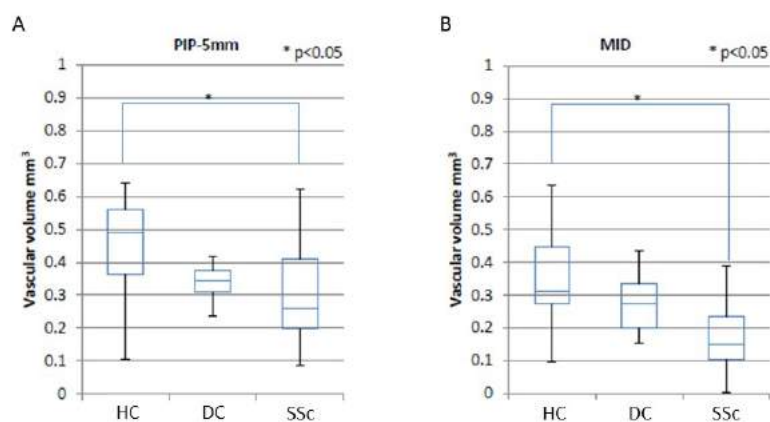 A
PIP-5mm
* p<0.05
Vascular volume mm³
1
0.9
0.8
0.7
0.6
0.5
0.4
0.3
0.2
0.1
0
*
HC DC SSc
B
MID
* p<0.05
Vascular volume mm³
1
0.9
0.8
0.7
0.6
0.5
0.4
0.3
0.2
0.1
0
*
HC DC SSc